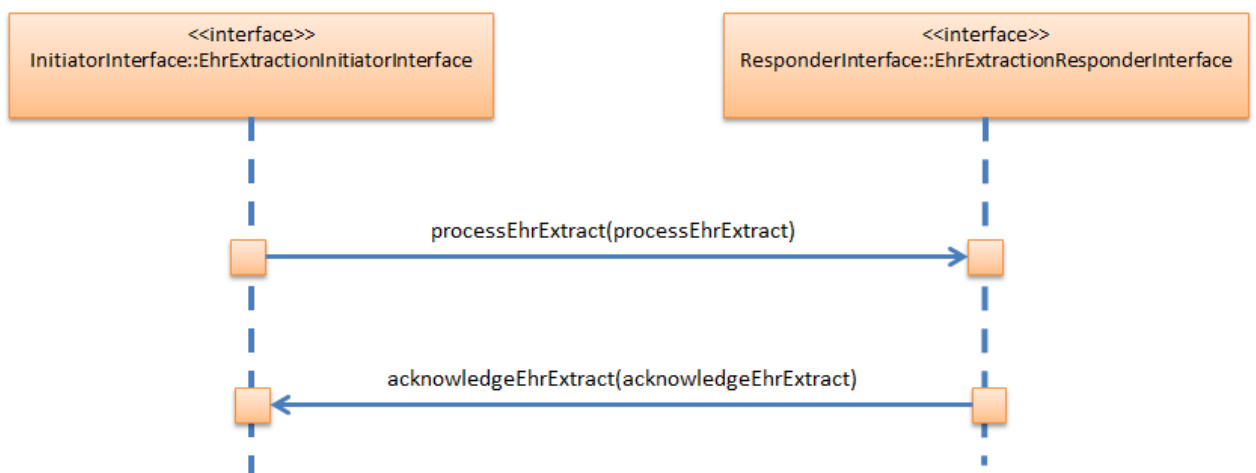 <<interface>>
InitiatorInterface::EhrExtractionInitiatorInterface
<<interface>>
ResponderInterface::EhrExtractionResponderInterface
processEhrExtract(processEhrExtract)
acknowledgeEhrExtract(acknowledgeEhrExtract)